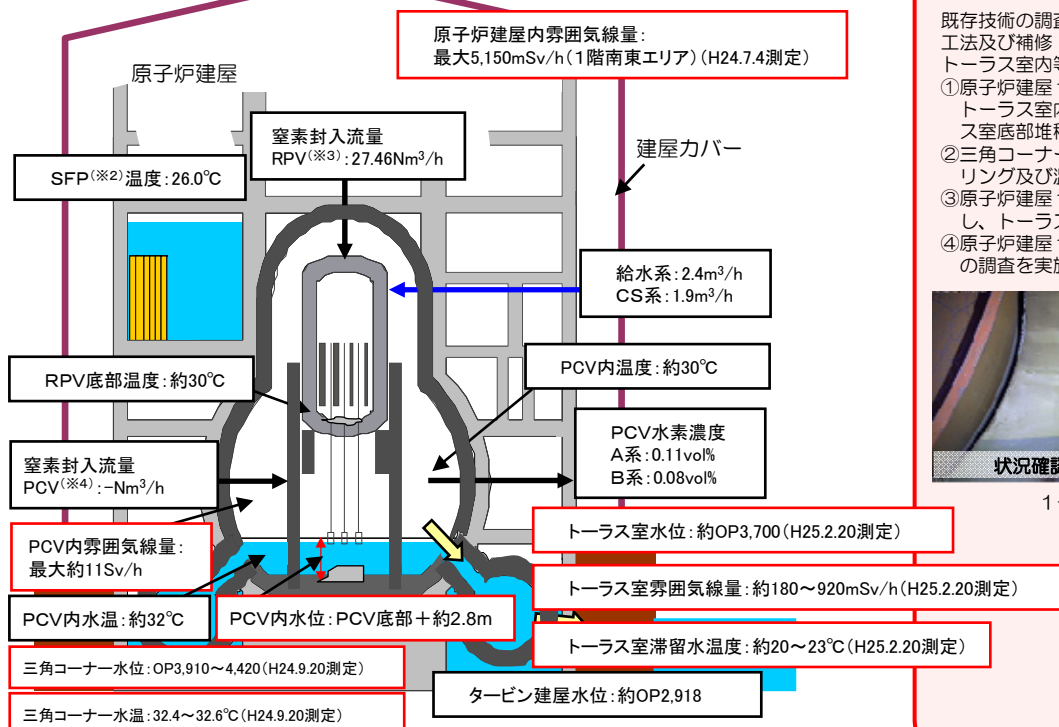 原子炉建屋内雰囲気線量：
最大5,150mSv/h（１階南東エリア）（H24.7.4測定）
原子炉建屋
窒素封入流量
RPV(※3)：27.46Nm3/h
建屋カバー
SFP(※2)温度：26.0℃
給水系：2.4m3/h
CS系：1.9m3/h
RPV底部温度：約30℃
PCV内温度：約30℃
PCV水素濃度
A系：0.11vol%
B系：0.08vol%
窒素封入流量
PCV(※4)：-Nm3/h
PCV内雰囲気線量：
最大約11Sv/h
PCV内水温：約32℃
PCV内水位：PCV底部＋約2.8m
トーラス室水位：約OP3,700（H25.2.20測定）
トーラス室雰囲気線量：約180～920mSv/h（H25.2.20測定）
トーラス室滞留水温度：約20～23℃（H25.2.20測定）
三角コーナー水位：OP3,910～4,420（H24.9.20測定）
三角コーナー水温：32.4～32.6℃（H24.9.20測定）
タービン建屋水位：約OP2,918
既存技術の調査
工法及び補修
トーラス室内等
①原子炉建屋
トーラス室内
ス室底部堆
②三角コーナー
リング及び
③原子炉建屋
し、トーラス
④原子炉建屋
の調査を実
状況確認